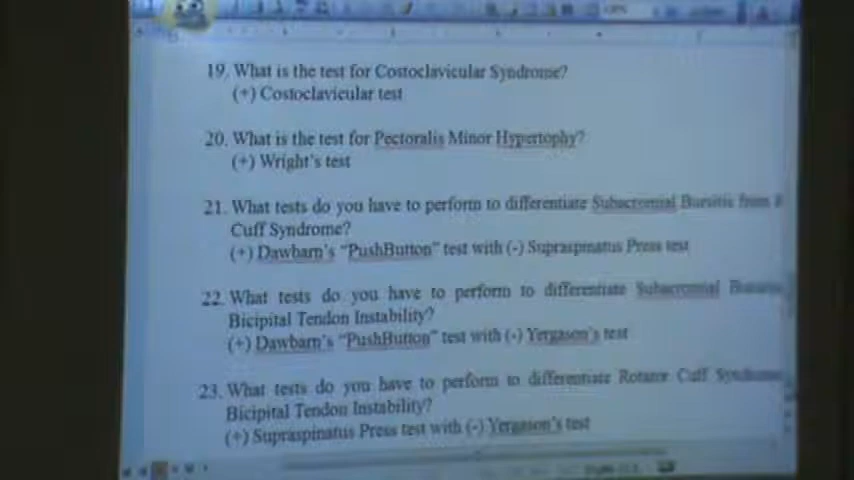 19. What is the test for Costoclavicular Syndrome?
(+) Costoclavicular test
20. What is the test for Pectoralis Minor Hypertophy?
(+) Wright's test
21. What tests do you have to perform to differentiate Subacromial Bursitis from
Cuff Syndrome?
(+) Dawbarn's "PushButton" test with (-) Supraspinatus Press test
22. What tests do you have to perform to differentiate Subacromial
Bicipital Tendon Instability?
(+) Dawbarn's "PushButton" test with (-) Yergason's test
23. What tests do you have to perform to differentiate Rotator Cuff Syndrome
Bicipital Tendon Instability?
(+) Supraspinatus Press test with (-) Yergason's test